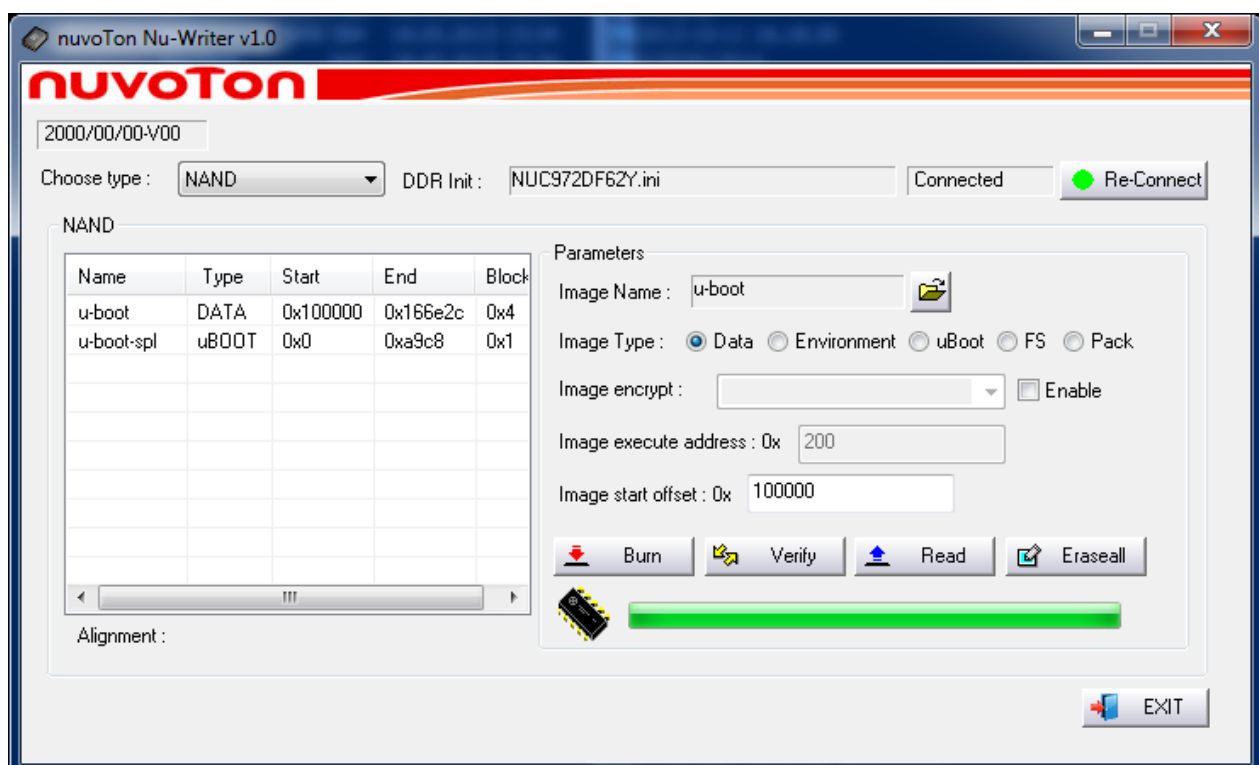 nuvoTon Nu-Writer v1.0
nuvoTon
2000/00/00-V00
Choose type : NAND DDR Init : NUC972DF62Y.ini Connected Re-Connect
NAND
Name Type Start End Block
u-boot DATA 0x100000 0x166e2c 0x4
u-boot-spl uBOOT 0x0 0xa9c8 0x1
Alignment :
Parameters
Image Name : u-boot
Image Type : Data Environment uBoot FS Pack
Image encrypt : Enable
Image execute address : 0x 200
Image start offset : 0x 100000
Burn Verify Read Eraseall
EXIT